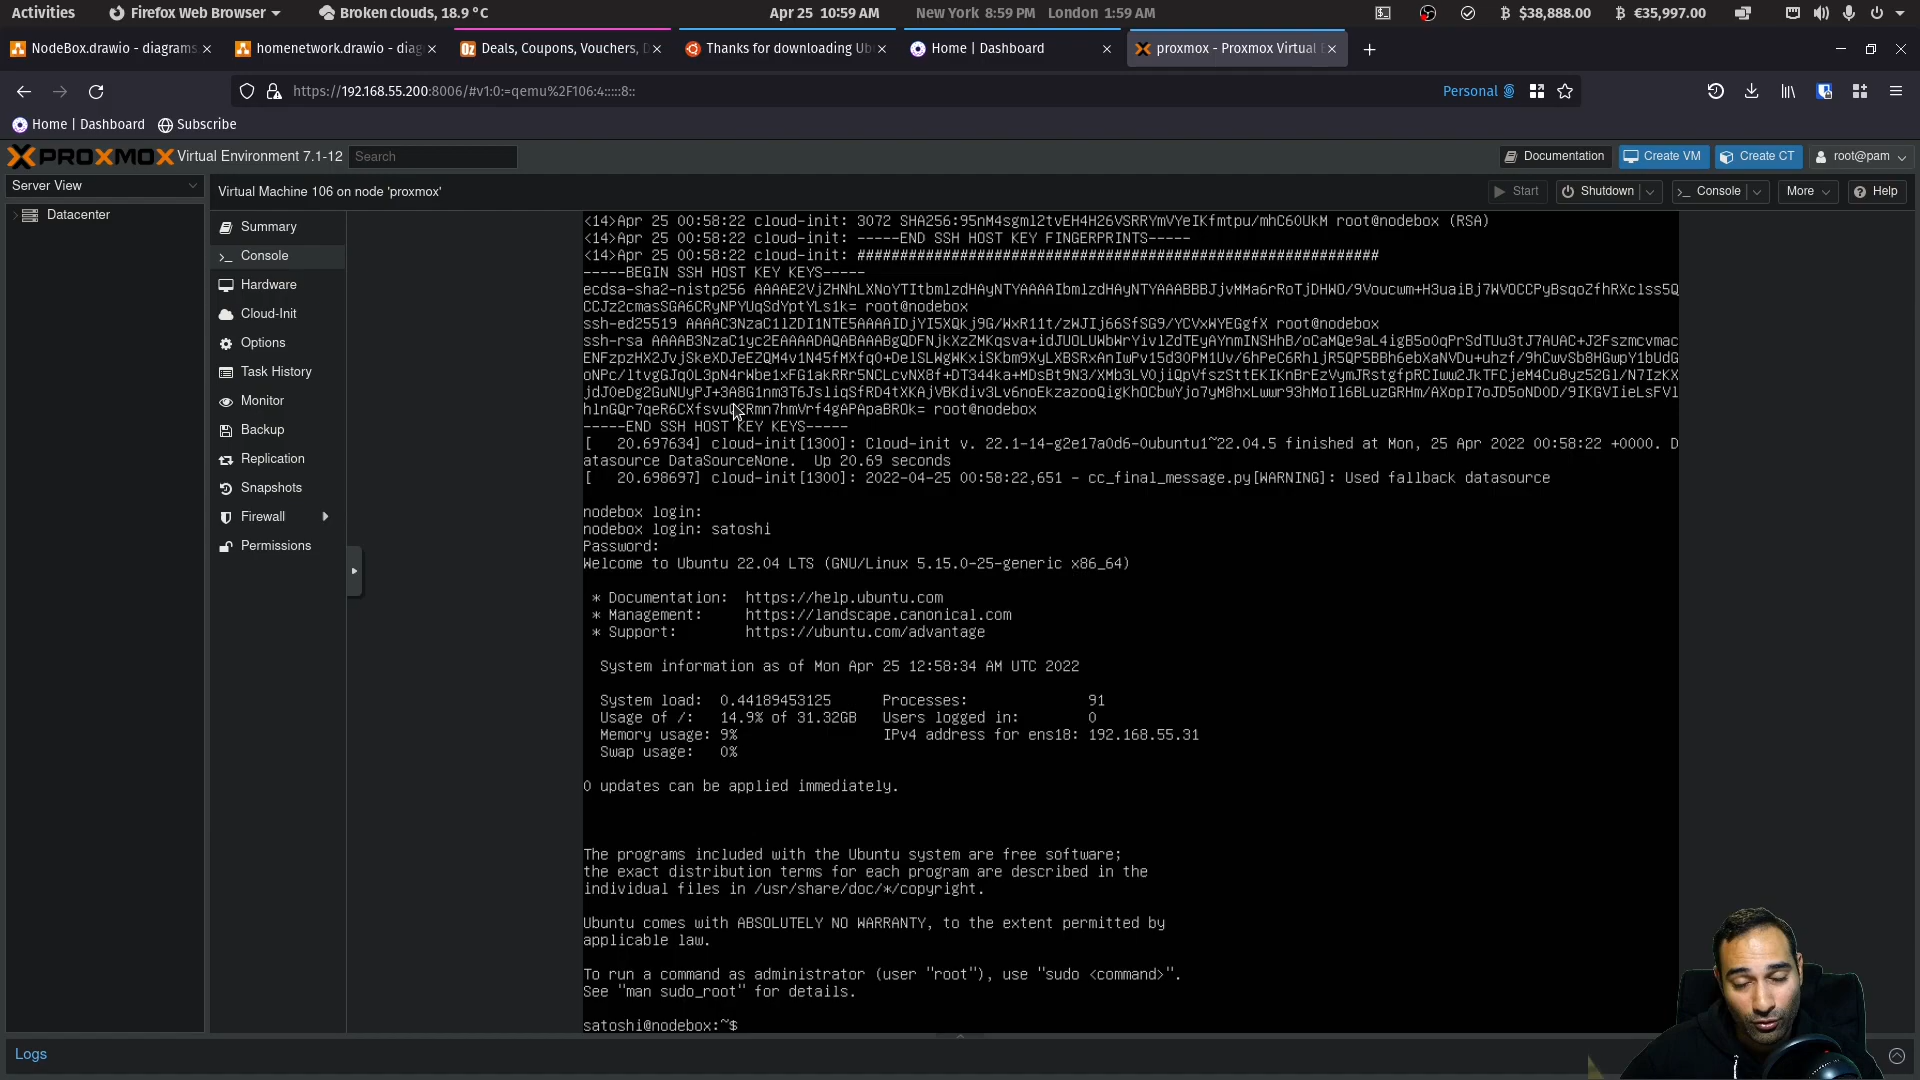 Activities
Firefox Web Browser
Broken clouds, 18.9 °C
Apr 25 10:59 AM
New York 8:59 PM London 1:59 AM
$38,888.00
€35,997.00
NodeBox.drawio - diagrams
homenetwork.drawio - diag
Deals, Coupons, Vouchers, D
Thanks for downloading Ub
Home | Dashboard
proxmox - Proxmox Virtual
https://192.168.55.200:8006/#v1:0:=qemu%2F106:4:::::8::
Personal
Home | Dashboard
Subscribe
PROXMOX Virtual Environment 7.1-12
Search
Documentation
Create VM
Create CT
root@pam
Server View
Virtual Machine 106 on node 'proxmox'
Start
Shutdown
Console
More
Help
Datacenter
Summary
Console
Hardware
Cloud-Init
Options
Task History
Monitor
Backup
Replication
Snapshots
Firewall
Permissions
<14>Apr 25 00:58:22 cloud-init: 3072 root@nodebox (RSA)
<14>Apr 25 00:58:22 cloud-init: -----END SSH HOST KEY FINGERPRINTS-----
<14>Apr 25 00:58:22 cloud-init: #############################################################
-----BEGIN SSH HOST KEY KEYS-----
ecdsa-sha2-nistp256
root@nodebox
ssh-ed25519 root@nodebox
ssh-rsa
root@nodebox
-----END SSH HOST KEY KEYS-----
[   20.697634] cloud-init[1300]: Cloud-init v. 22.1-14-g2e17a0d6-0ubuntu1~22.04.5 finished at Mon, 25 Apr 2022 00:58:22 +0000. D
atasource DataSourceNone.  Up 20.69 seconds
[   20.698697] cloud-init[1300]: 2022-04-25 00:58:22,651 - cc_final_message.py[WARNING]: Used fallback datasource
nodebox login:
nodebox login: satoshi
Password:
Welcome to Ubuntu 22.04 LTS (GNU/Linux 5.15.0-25-generic x86_64)
* Documentation:  https://help.ubuntu.com
* Management:     https://landscape.canonical.com
* Support:        https://ubuntu.com/advantage
System information as of Mon Apr 25 12:58:34 AM UTC 2022
System load:  0.44189453125      Processes:              91
Usage of /:   14.9% of 31.32GB   Users logged in:        0
Memory usage: 9%                 IPv4 address for ens18: 192.168.55.31
Swap usage:   0%
0 updates can be applied immediately.
The programs included with the Ubuntu system are free software;
the exact distribution terms for each program are described in the
individual files in /usr/share/doc/*/copyright.
Ubuntu comes with ABSOLUTELY NO WARRANTY, to the extent permitted by
applicable law.
To run a command as administrator (user "root"), use "sudo <command>".
See "man sudo_root" for details.
satoshi@nodebox:~$
Logs